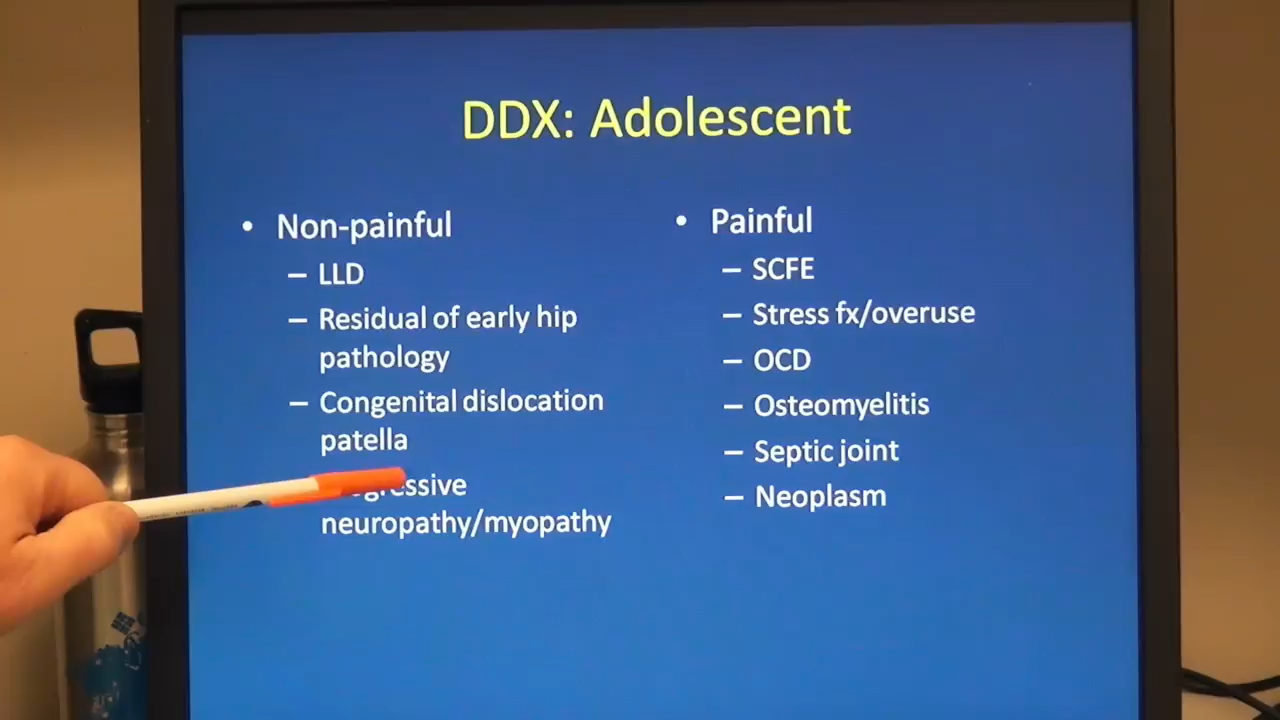 DDX: Adolescent
• Non-painful
– LLD
– Residual of early hip
pathology
– Congenital dislocation
patella
neuropathy/myopathy
• Painful
– SCFE
– Stress fx/overuse
– OCD
– Osteomyelitis
– Septic joint
– Neoplasm